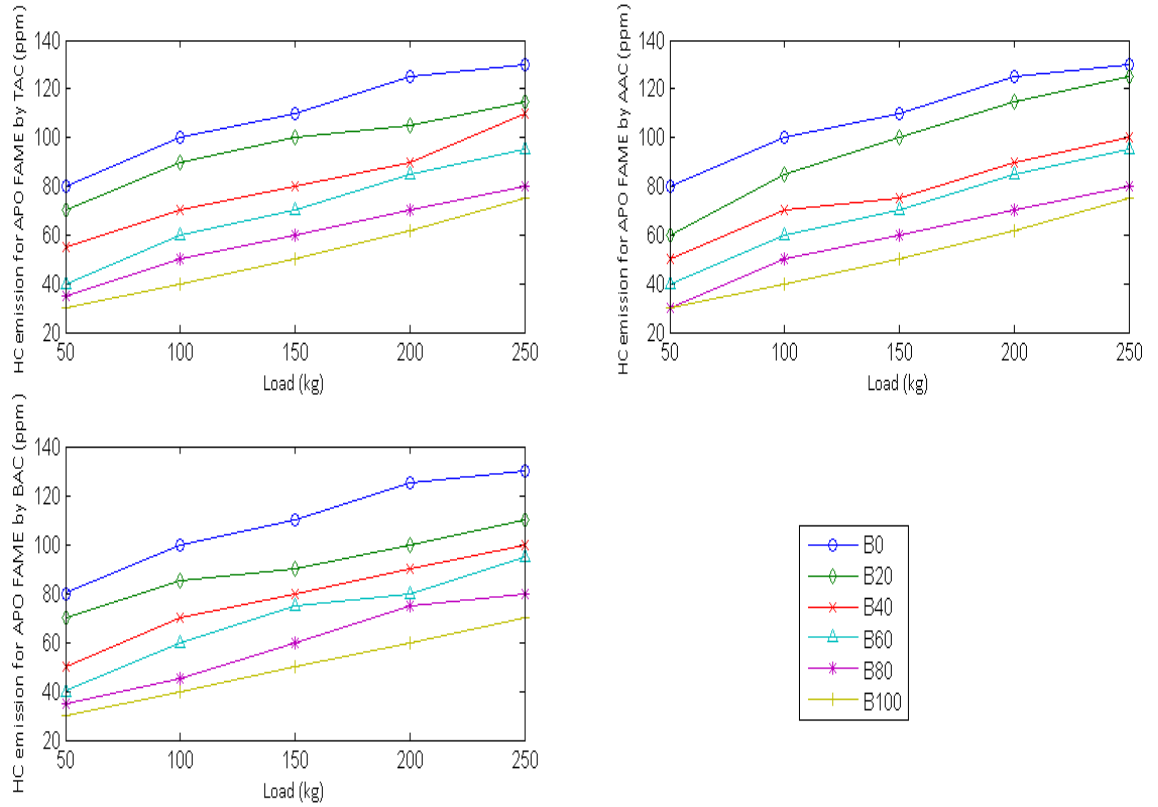 HC emission for APO FAME by TAC (ppm)
140
120
100
80
60
40
20
50 100 150 200 250
Load (kg)
HC emission for APO FAME by AAC (ppm)
140
120
100
80
60
40
20
50 100 150 200 250
Load (kg)
HC emission for APO FAME by BAC (ppm)
140
120
100
80
60
40
20
50 100 150 200 250
Load (kg)
B0
B20
B40
B60
B80
B100